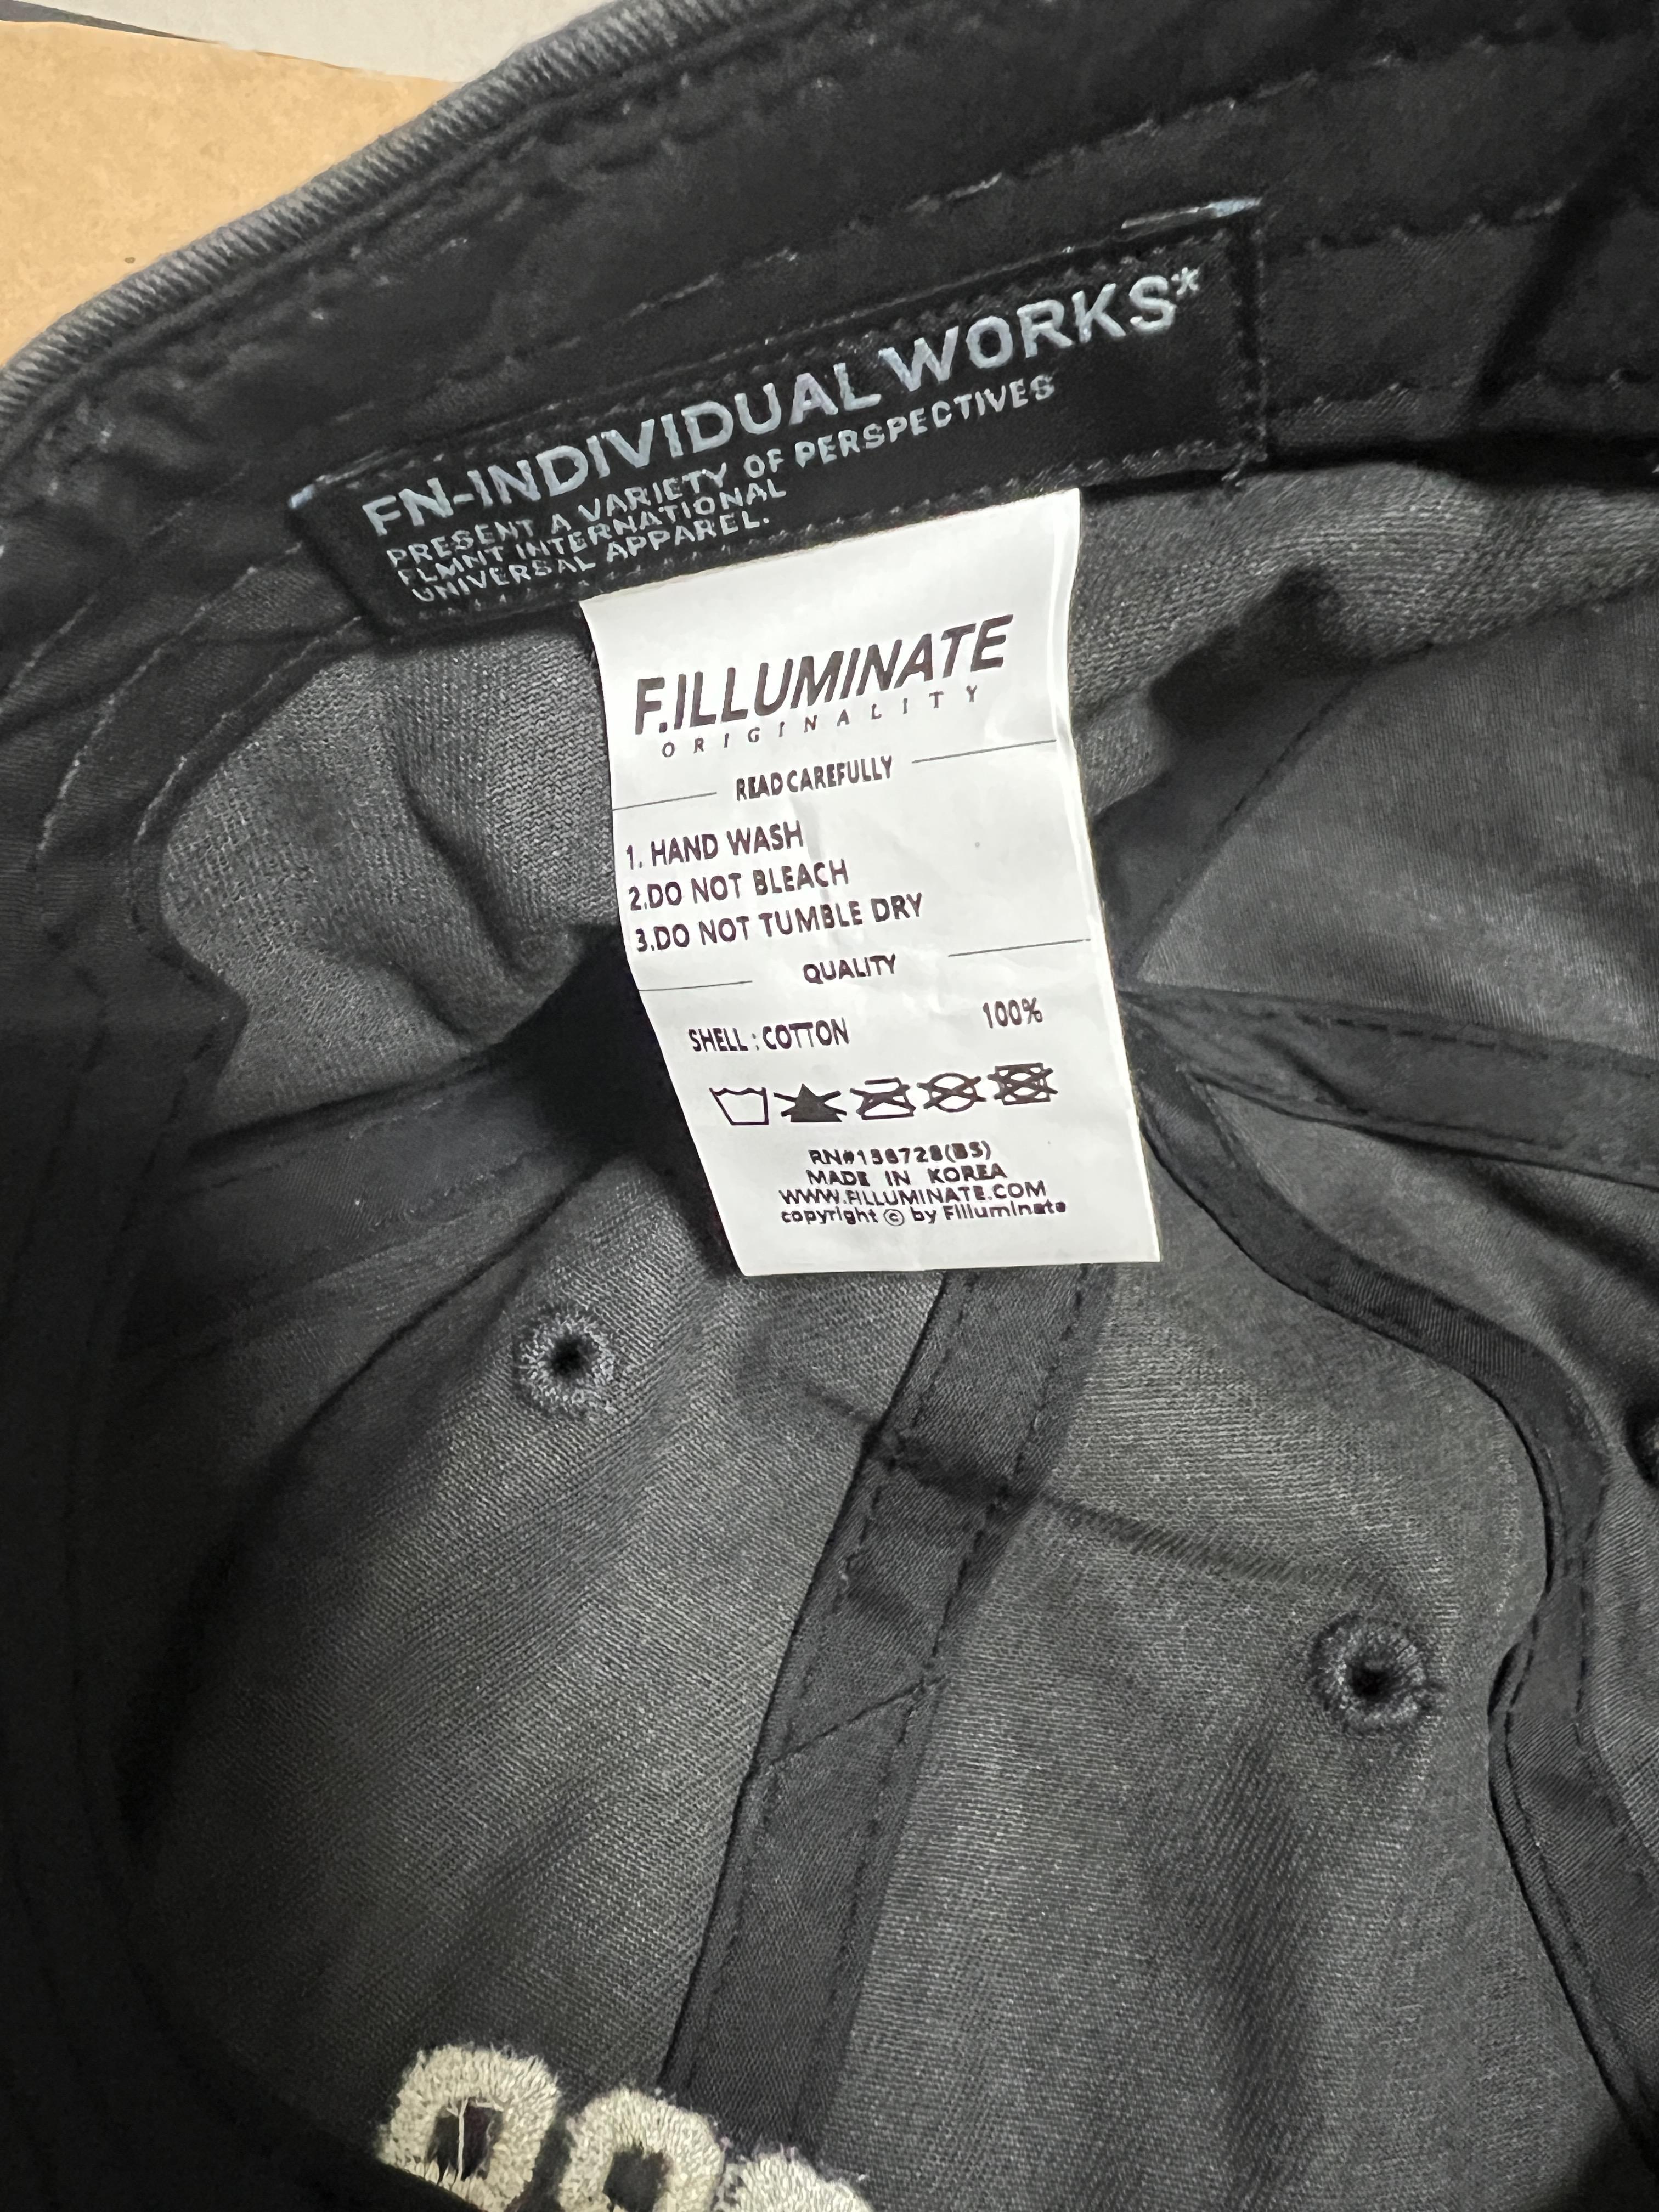 FN-INDIVIDUAL WORKS*
PRESENT A VARIETY OF PERSPECTIVES
FLMNT INTERNATIONAL
UNIVERSAL APPAREL.
F.ILLUMINATE
ORIGINALITY
READ CAREFULLY
1. HAND WASH
2.DO NOT BLEACH
3.DO NOT TUMBLE DRY
QUALITY
SHELL : COTTON 100%
MADE IN KOREA
WWW.FILLUMINATE.COM
copyright © by Filluminate